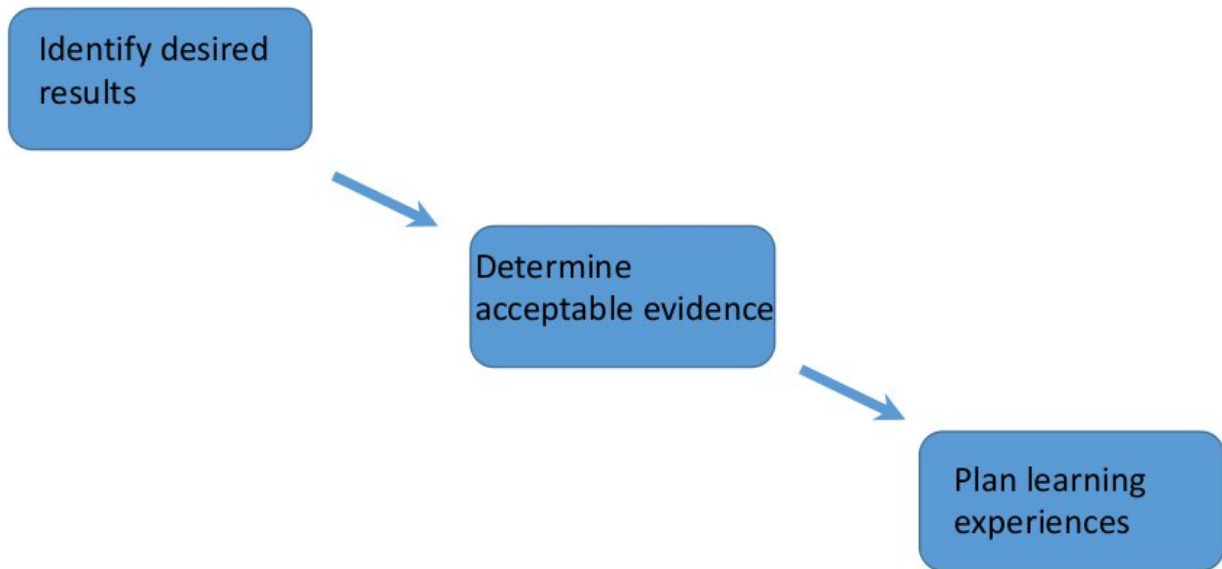 Identify desired
results
Determine
acceptable evidence
Plan learning
experiences